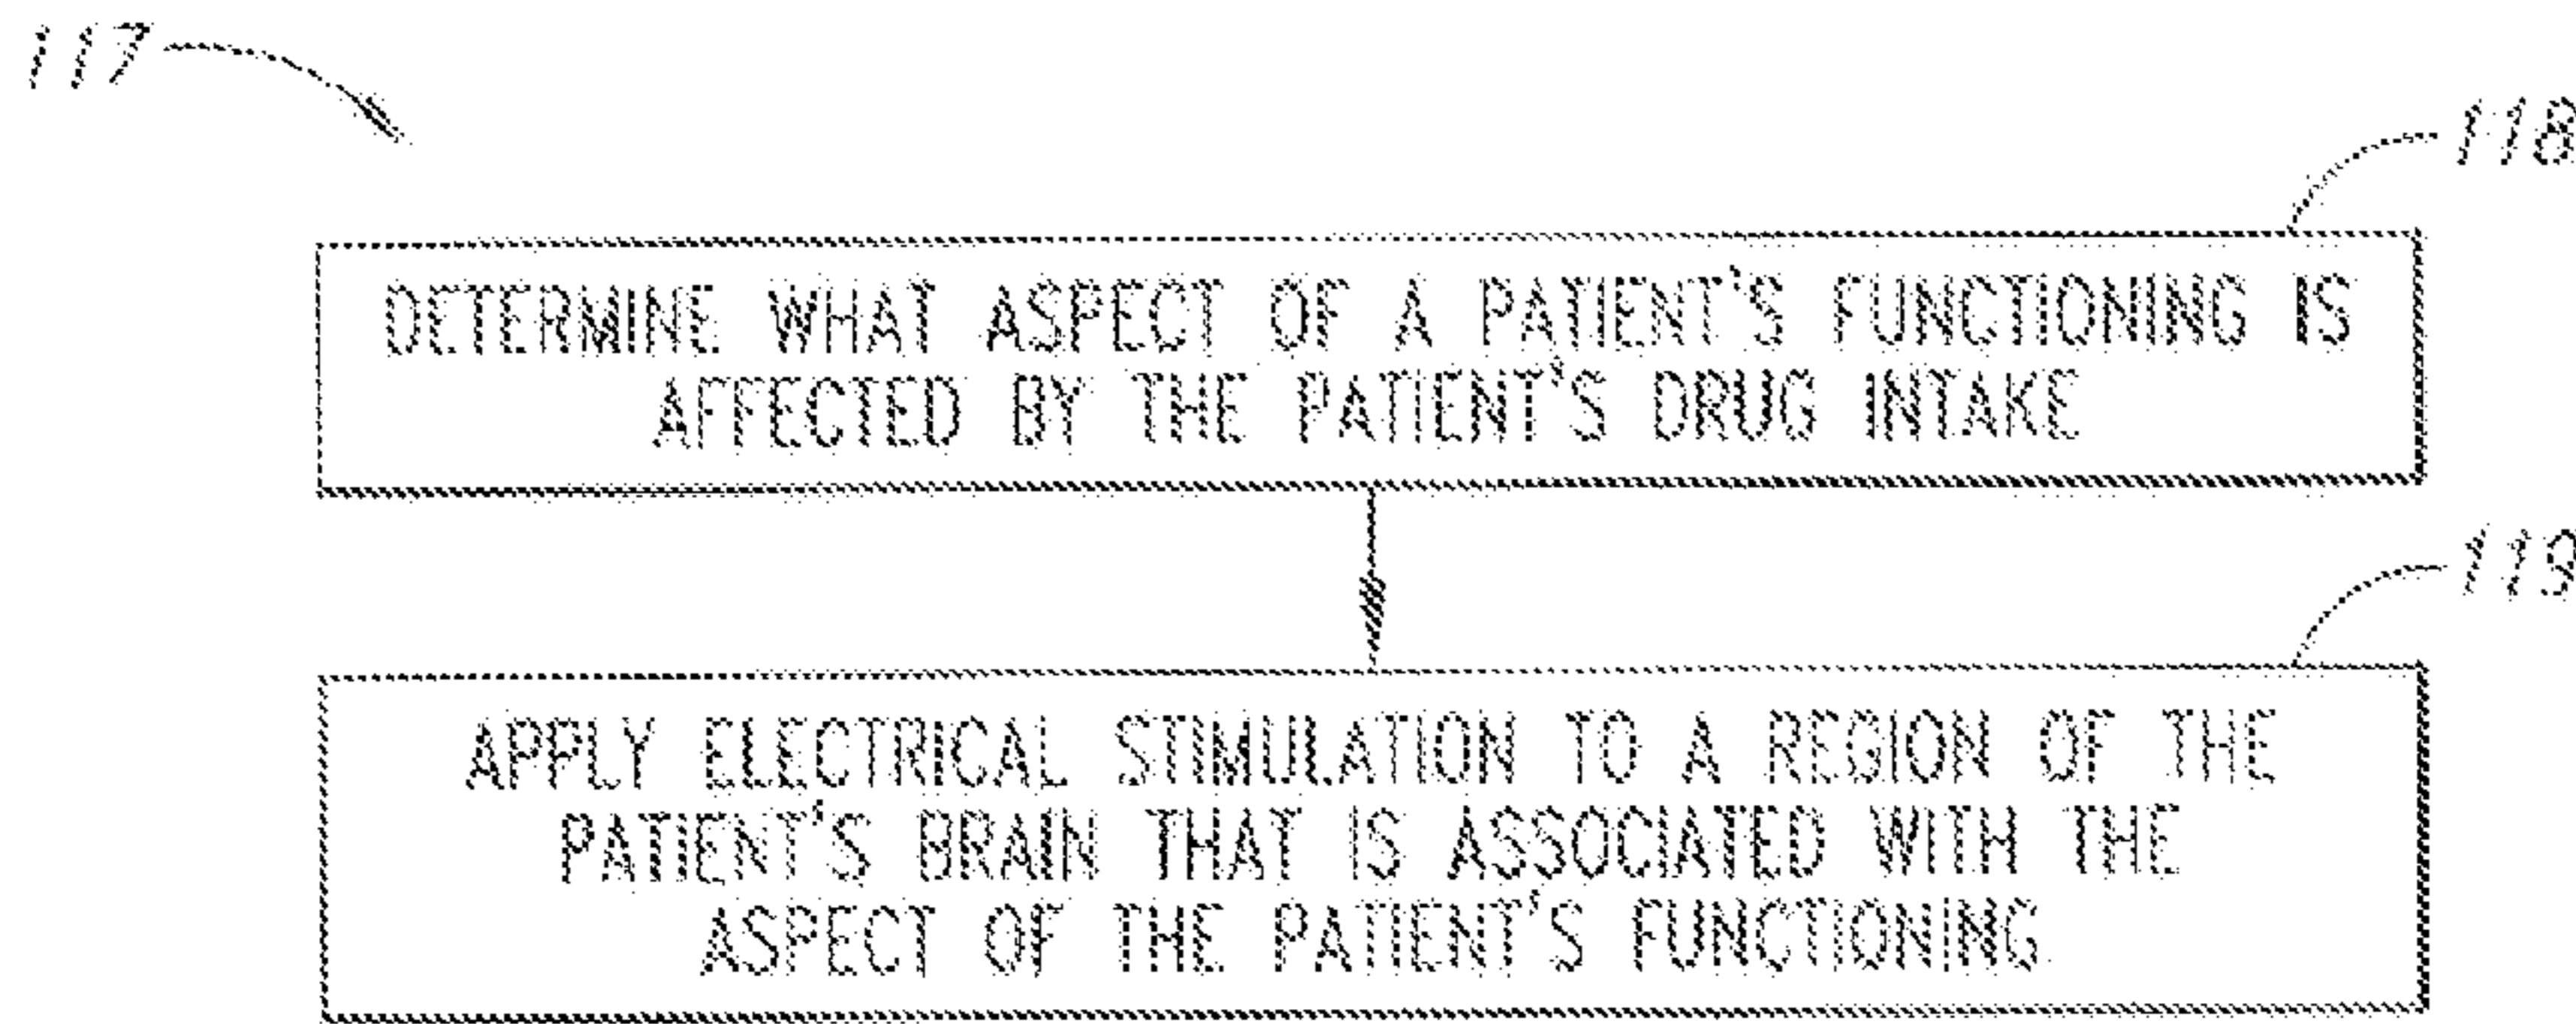 117
118
DETERMINE WHAT ASPECT OF A PATIENT'S FUNCTIONING IS
AFFECTED BY THE PATIENT'S DRUG INTAKE
119
APPLY ELECTRICAL STIMULATION TO A REGION OF THE
PATIENT'S BRAIN THAT IS ASSOCIATED WITH THE
ASPECT OF THE PATIENT'S FUNCTIONING